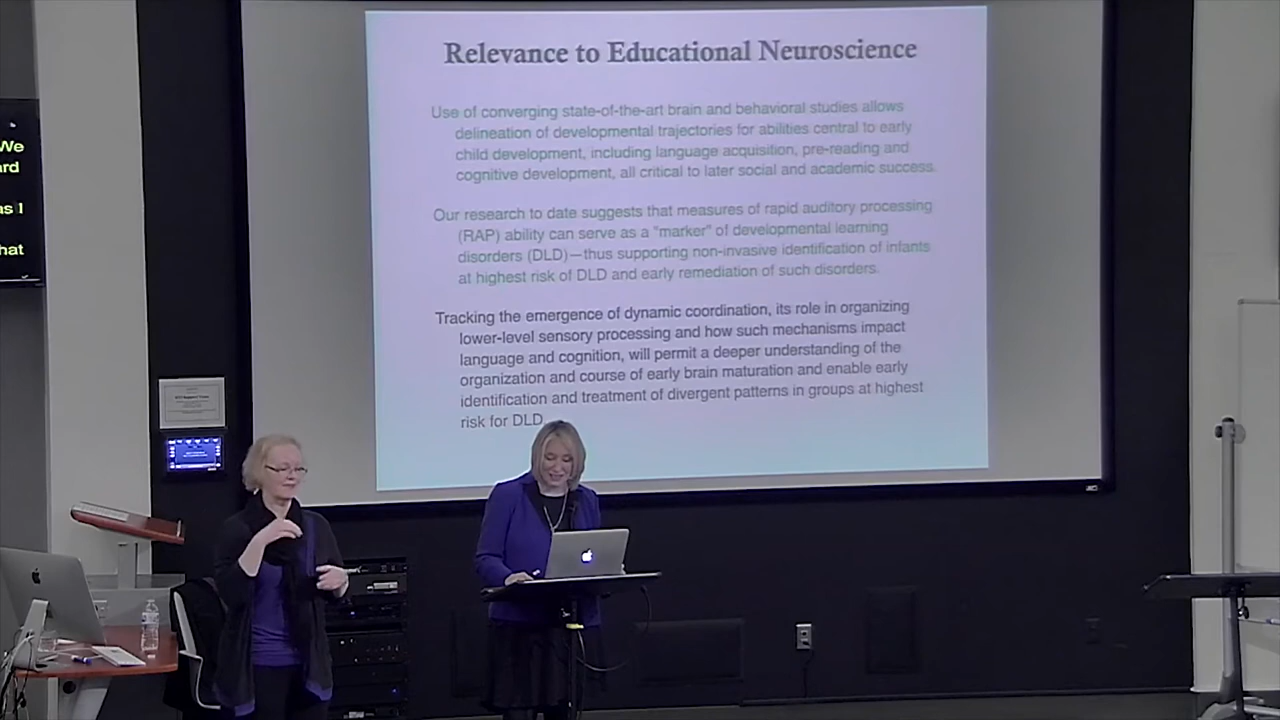 Relevance to Educational Neuroscience
Use of converging state-of-the-art brain and behavioral studies allows
delineation of developmental trajectories for abilities central to early
child development, including language acquisition, pre-reading and
cognitive development, all critical to later social and academic success.
Our research to date suggests that measures of rapid auditory processing
(RAP) ability can serve as a "marker" of developmental learning
disorders (DLD)—thus supporting non-invasive identification of infants
at highest risk of DLD and early remediation of such disorders.
Tracking the emergence of dynamic coordination, its role in organizing
lower-level sensory processing and how such mechanisms impact
language and cognition, will permit a deeper understanding of the
organization and course of early brain maturation and enable early
identification and treatment of divergent patterns in groups at highest
risk for DLD.
We
rd
as I
hat